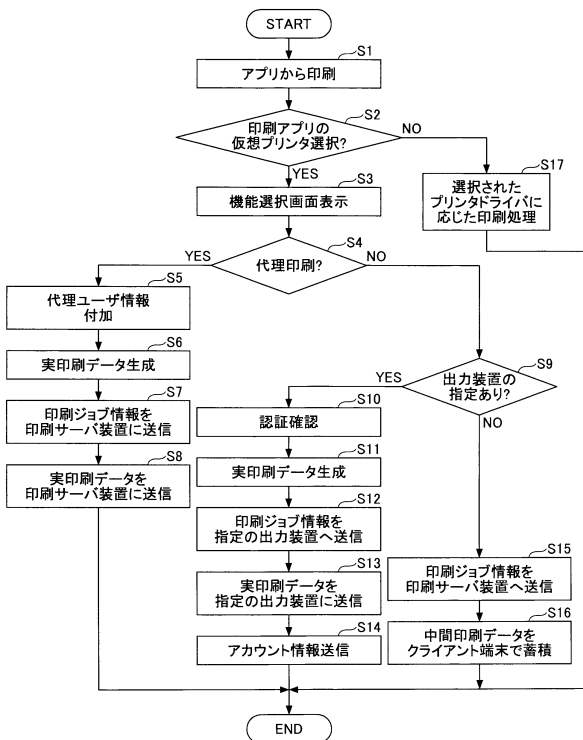 START
S1
アプリから印刷
S2
印刷アプリの
仮想プリンタ選択?
NO
YES
S17
選択された
プリンタドライバに
応じた印刷処理
S3
機能選択画面表示
S4
代理印刷?
YES
NO
S5
代理ユーザ情報
付加
S6
実印刷データ生成
S7
印刷ジョブ情報を
印刷サーバ装置に送信
S8
実印刷データを
印刷サーバ装置に送信
S9
出力装置の
指定あり?
YES
NO
S10
認証確認
S11
実印刷データ生成
S12
印刷ジョブ情報を
指定の出力装置へ送信
S13
実印刷データを
指定の出力装置に送信
S14
アカウント情報送信
S15
印刷ジョブ情報を
印刷サーバ装置へ送信
S16
中間印刷データを
クライアント端末で蓄積
END